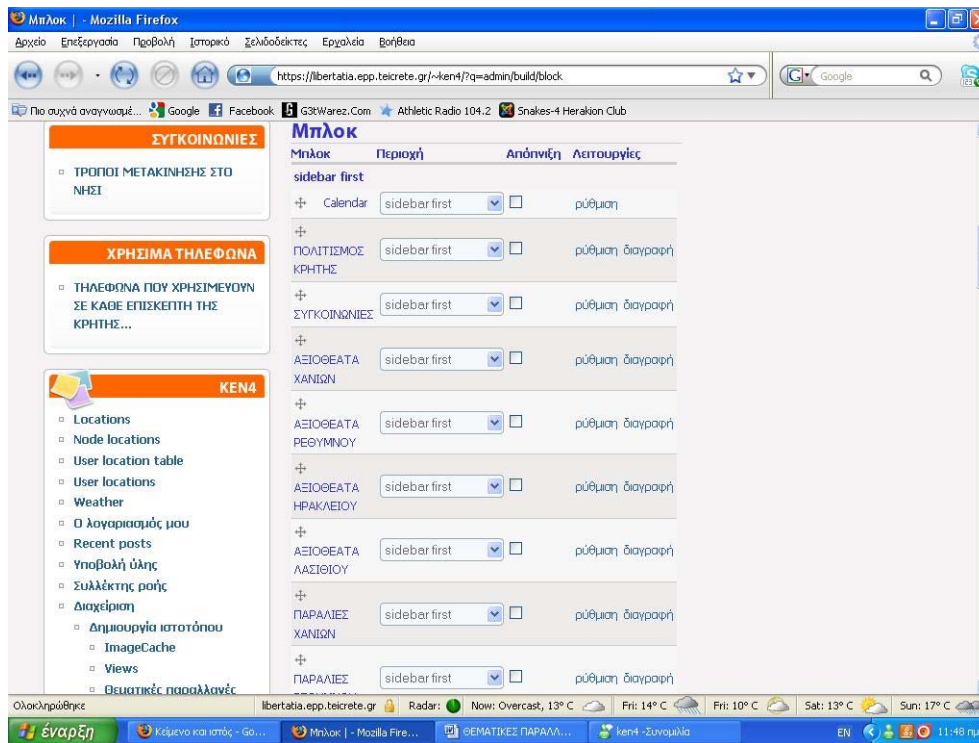 Μπλοκ | - Mozilla Firefox
Αρχείο Επεξεργασία Προβολή Ιστορικό Σελιδοδείκτες Εργαλεία Βοήθεια
https://libertatia.epp.teicrete.gr/~ken4/?q=admin/build/block
Google
Πιο συχνά αναγνωσμέ... Google Facebook G3tWarez.Com Athletic Radio 104.2 Snakes-4 Herakion Club
ΣΥΓΚΟΙΝΩΝΙΕΣ
ΤΡΟΠΟΙ ΜΕΤΑΚΙΝΗΣΗΣ ΣΤΟ
ΝΗΣΙ
ΧΡΗΣΙΜΑ ΤΗΛΕΦΩΝΑ
ΤΗΛΕΦΩΝΑ ΠΟΥ ΧΡΗΣΙΜΕΥΟΥΝ
ΣΕ ΚΑΘΕ ΕΠΙΣΚΕΠΤΗ ΤΗΣ
ΚΡΗΤΗΣ...
KEN4
Locations
Node locations
User location table
User locations
Weather
Ο λογαριασμός μου
Recent posts
Υποβολή ύλης
Συλλέκτης ροής
Διαχείριση
Δημιουργία ιστοτόπου
ImageCache
Views
Θεματικές παραλλαγές
Μπλοκ
Μπλοκ Περιοχή Απόπνιξη Λειτουργίες
sidebar first
Calendar sidebar first ρύθμιση
ΠΟΛΙΤΙΣΜΟΣ
ΚΡΗΤΗΣ sidebar first ρύθμιση διαγραφή
ΣΥΓΚΟΙΝΩΝΙΕΣ sidebar first ρύθμιση διαγραφή
ΑΞΙΟΘΕΑΤΑ
ΧΑΝΙΩΝ sidebar first ρύθμιση διαγραφή
ΑΞΙΟΘΕΑΤΑ
ΡΕΘΥΜΝΟΥ sidebar first ρύθμιση διαγραφή
ΑΞΙΟΘΕΑΤΑ
ΗΡΑΚΛΕΙΟΥ sidebar first ρύθμιση διαγραφή
ΑΞΙΟΘΕΑΤΑ
ΛΑΣΙΘΙΟΥ sidebar first ρύθμιση διαγραφή
ΠΑΡΑΛΙΕΣ
ΧΑΝΙΩΝ sidebar first ρύθμιση διαγραφή
ΠΑΡΑΛΙΕΣ sidebar first ρύθμιση διαγραφή
Ολοκληρώθηκε libertatia.epp.teicrete.gr Radar: Now: Overcast, 13° C Fri: 14° C Fri: 10° C Sat: 13° C Sun: 17° C
έναρξη Κείμενο και ιστός - Go... Μπλοκ | - Mozilla Fire... ΘΕΜΑΤΙΚΕΣ ΠΑΡΑΛΛ... ken4 -Συνομιλία EN 11:48